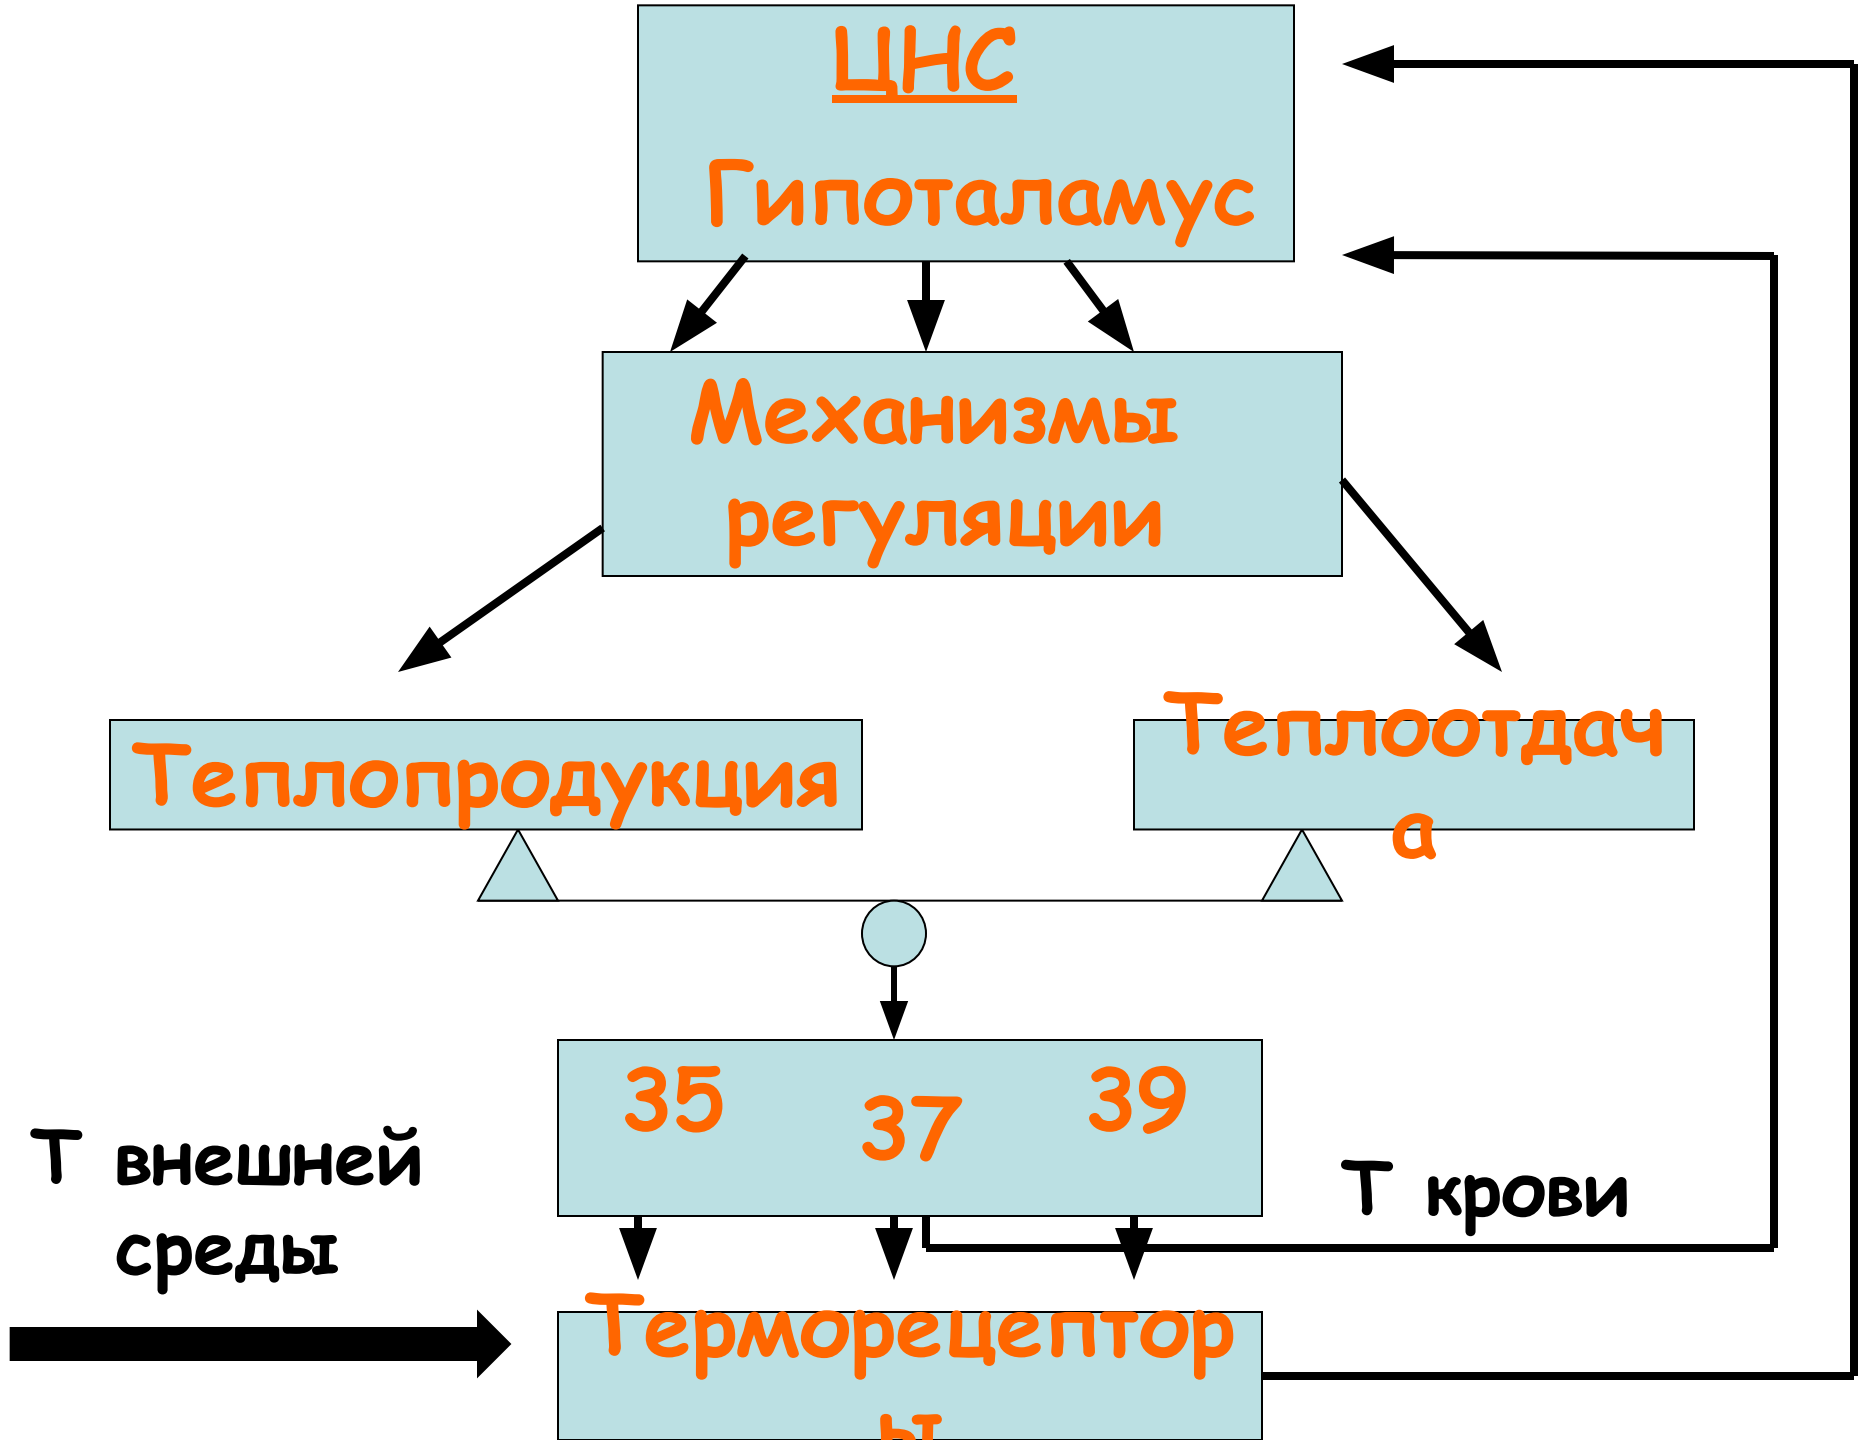 ЦНС
Гипоталамус
Механизмы
регуляции
Теплопродукция
Теплоотдач
а
35
37
39
Т внешней
среды
Т крови
Терморецептор
ы